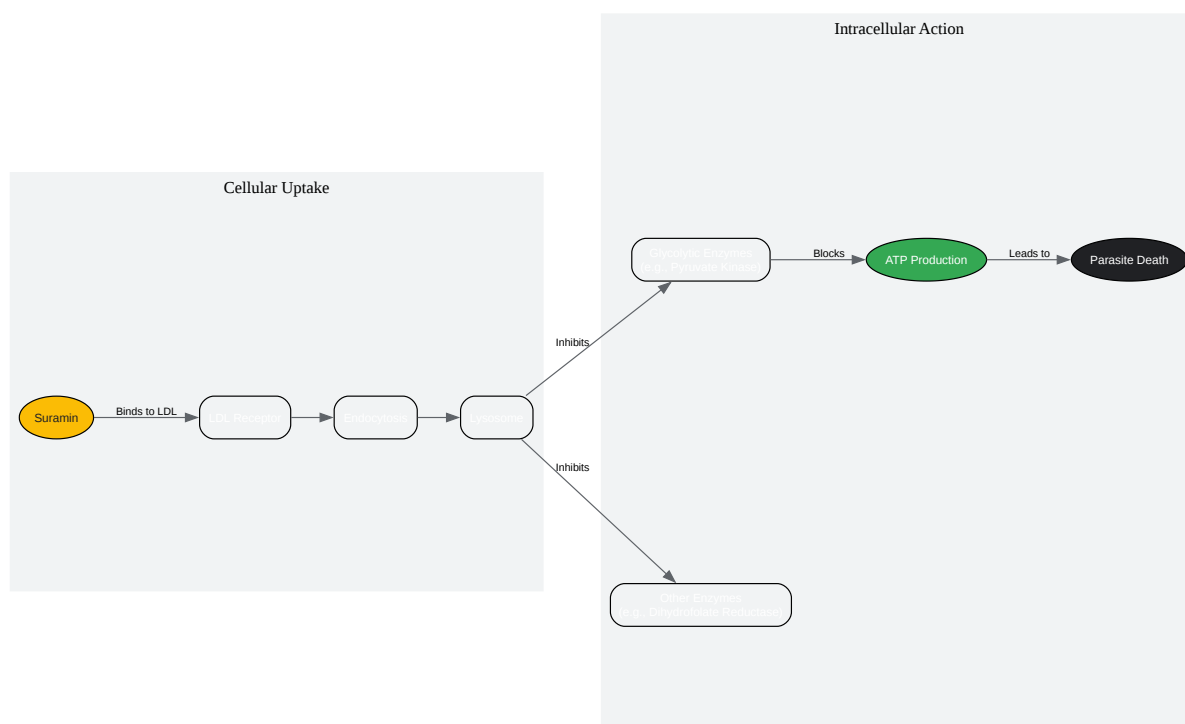 Intracellular Action
Cellular Uptake
Glycolytic Enzymes
(e.g., Pyruvate Kinase)
Blocks
ATP Production
Leads to
Parasite Death
Inhibits
Suramin
Binds to LDL
LDL Receptor
Endocytosis
Lysosome
Inhibits
Other Enzymes
(e.g., Dihydrofolate Reductase)